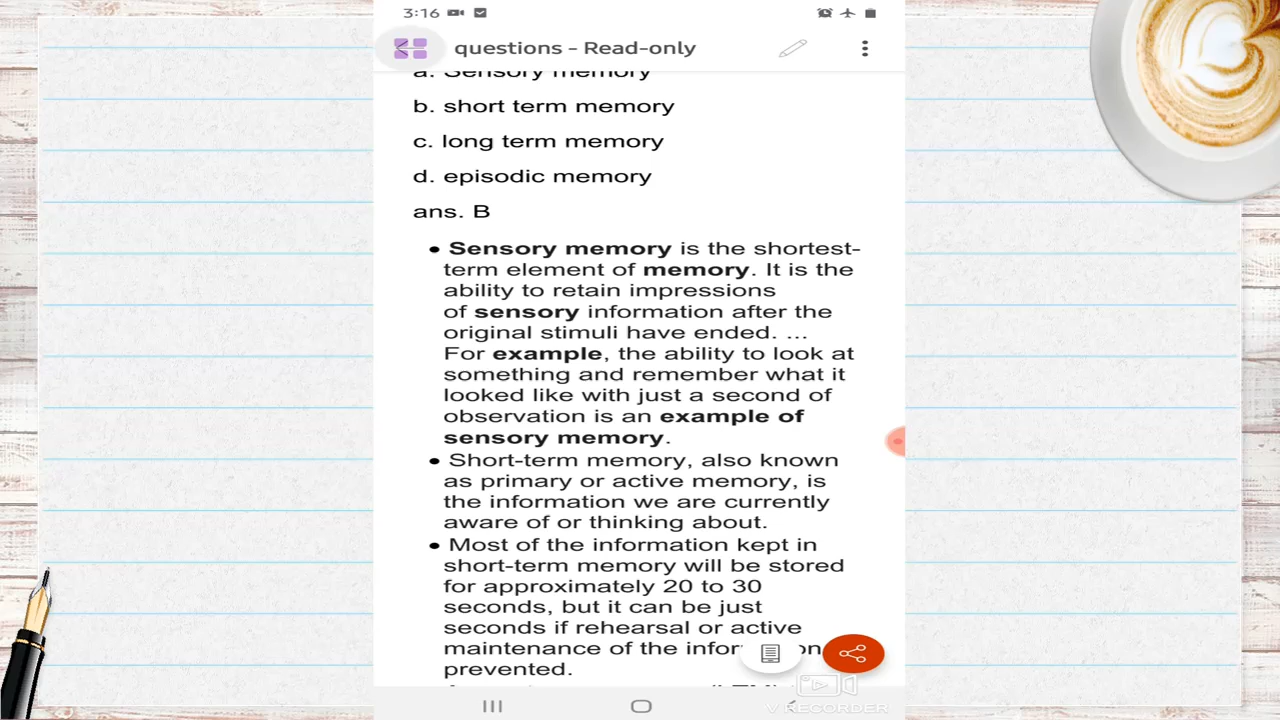 3:16
questions - Read-only
a. Sensory memory
b. short term memory
c. long term memory
d. episodic memory
ans. B
• Sensory memory is the shortest-
term element of memory. It is the
ability to retain impressions
of sensory information after the
original stimuli have ended. ...
For example, the ability to look at
something and remember what it
looked like with just a second of
observation is an example of
sensory memory.
• Short-term memory, also known
as primary or active memory, is
the information we are currently
aware of or thinking about.
• Most of the information kept in
short-term memory will be stored
for approximately 20 to 30
seconds, but it can be just
seconds if rehearsal or active
maintenance of the
prevented.
V RECORDER